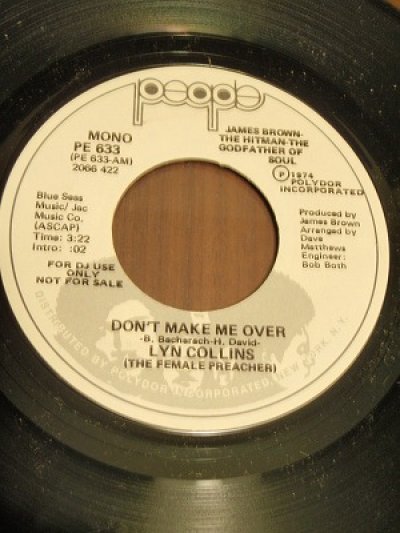 people
MONO
PE 633
(PE 633-AM)
2066 422
JAMES BROWN-
THE HITMAN-THE
GODFATHER OF
SOUL
Ⓟ 1974
POLYDOR
INCORPORATED
Blue Seas
Music/ Jac
Music Co.
(ASCAP)
Time: 3:22
Intro: :02
Produced by
James Brown
Arranged by
Dave
Matthews
Engineer:
Bob Both
FOR DJ USE
ONLY
NOT FOR SALE
DON'T MAKE ME OVER
-B. Bacharach-H. David-
LYN COLLINS
(THE FEMALE PREACHER)
DISTRIBUTED BY POLYDOR INCORPORATED, NEW YORK, N.Y.